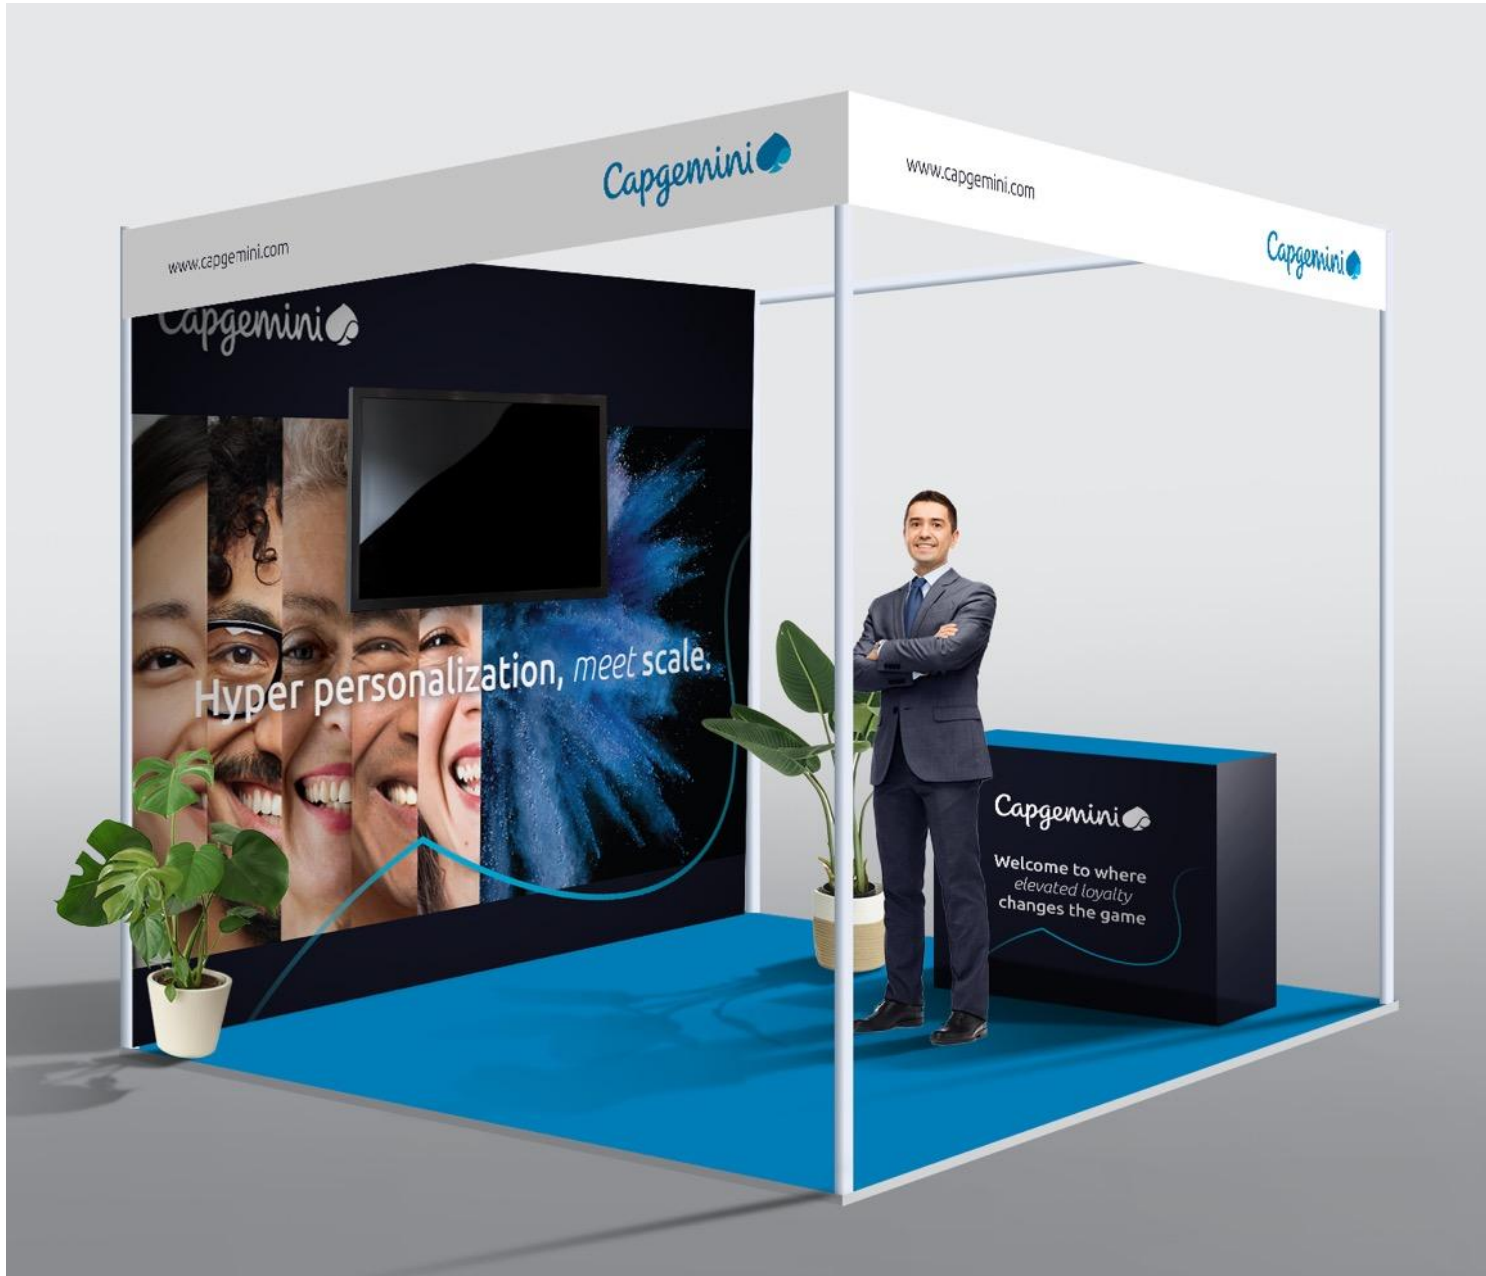 Capgemini
www.capgemini.com
www.capgemini.com
Capgemini
Capgemini
Hyper personalization, meet scale.
Capgemini
Welcome to where
elevated loyalty
changes the game